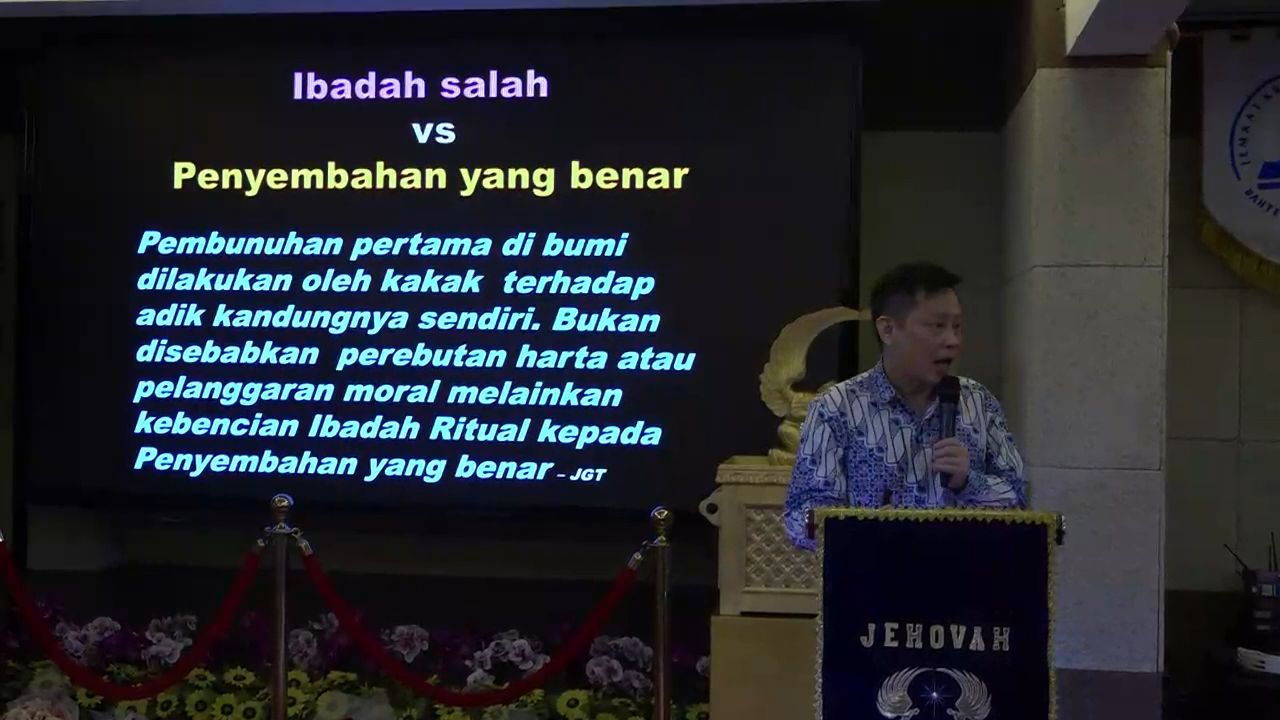 Ibadah salah
vs
Penyembahan yang benar
Pembunuhan pertama di bumi
dilakukan oleh kakak terhadap
adik kandungnya sendiri. Bukan
disebabkan perebutan harta atau
pelanggaran moral melainkan
kebencian Ibadah Ritual kepada
Penyembahan yang benar – JGT
JEHOVAH